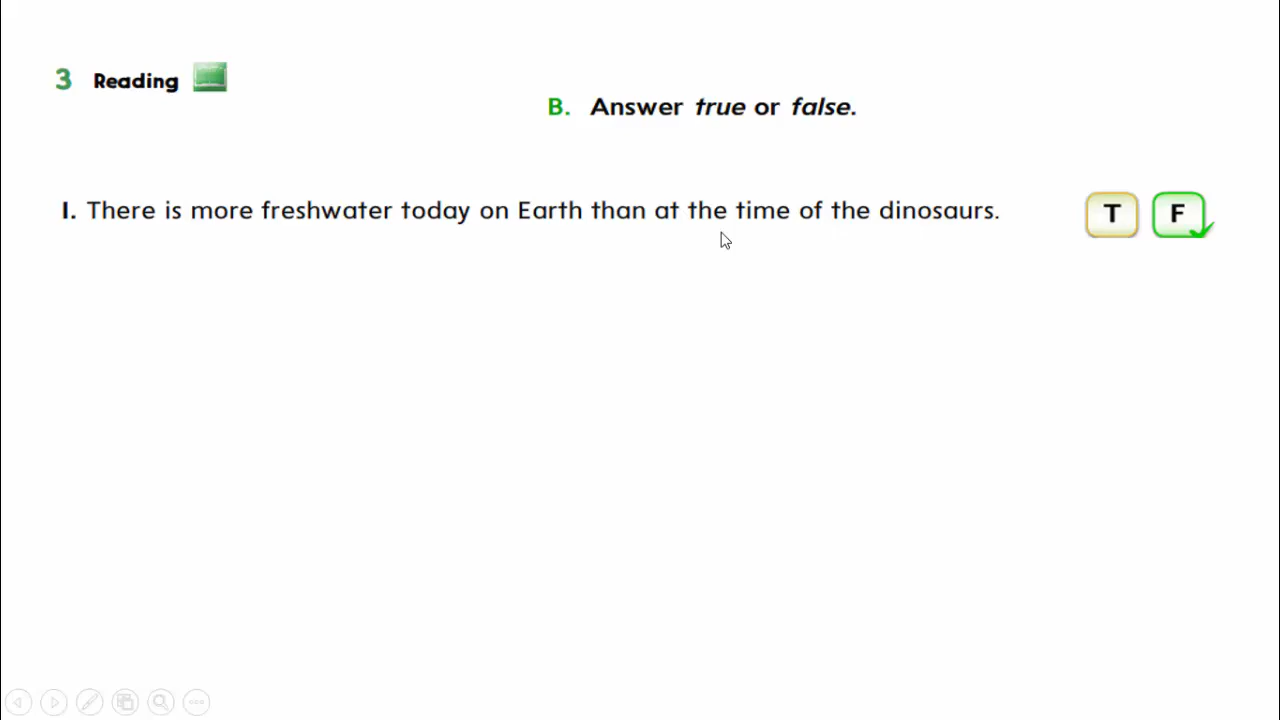 3 Reading
B. Answer true or false.
1. There is more freshwater today on Earth than at the time of the dinosaurs. T F